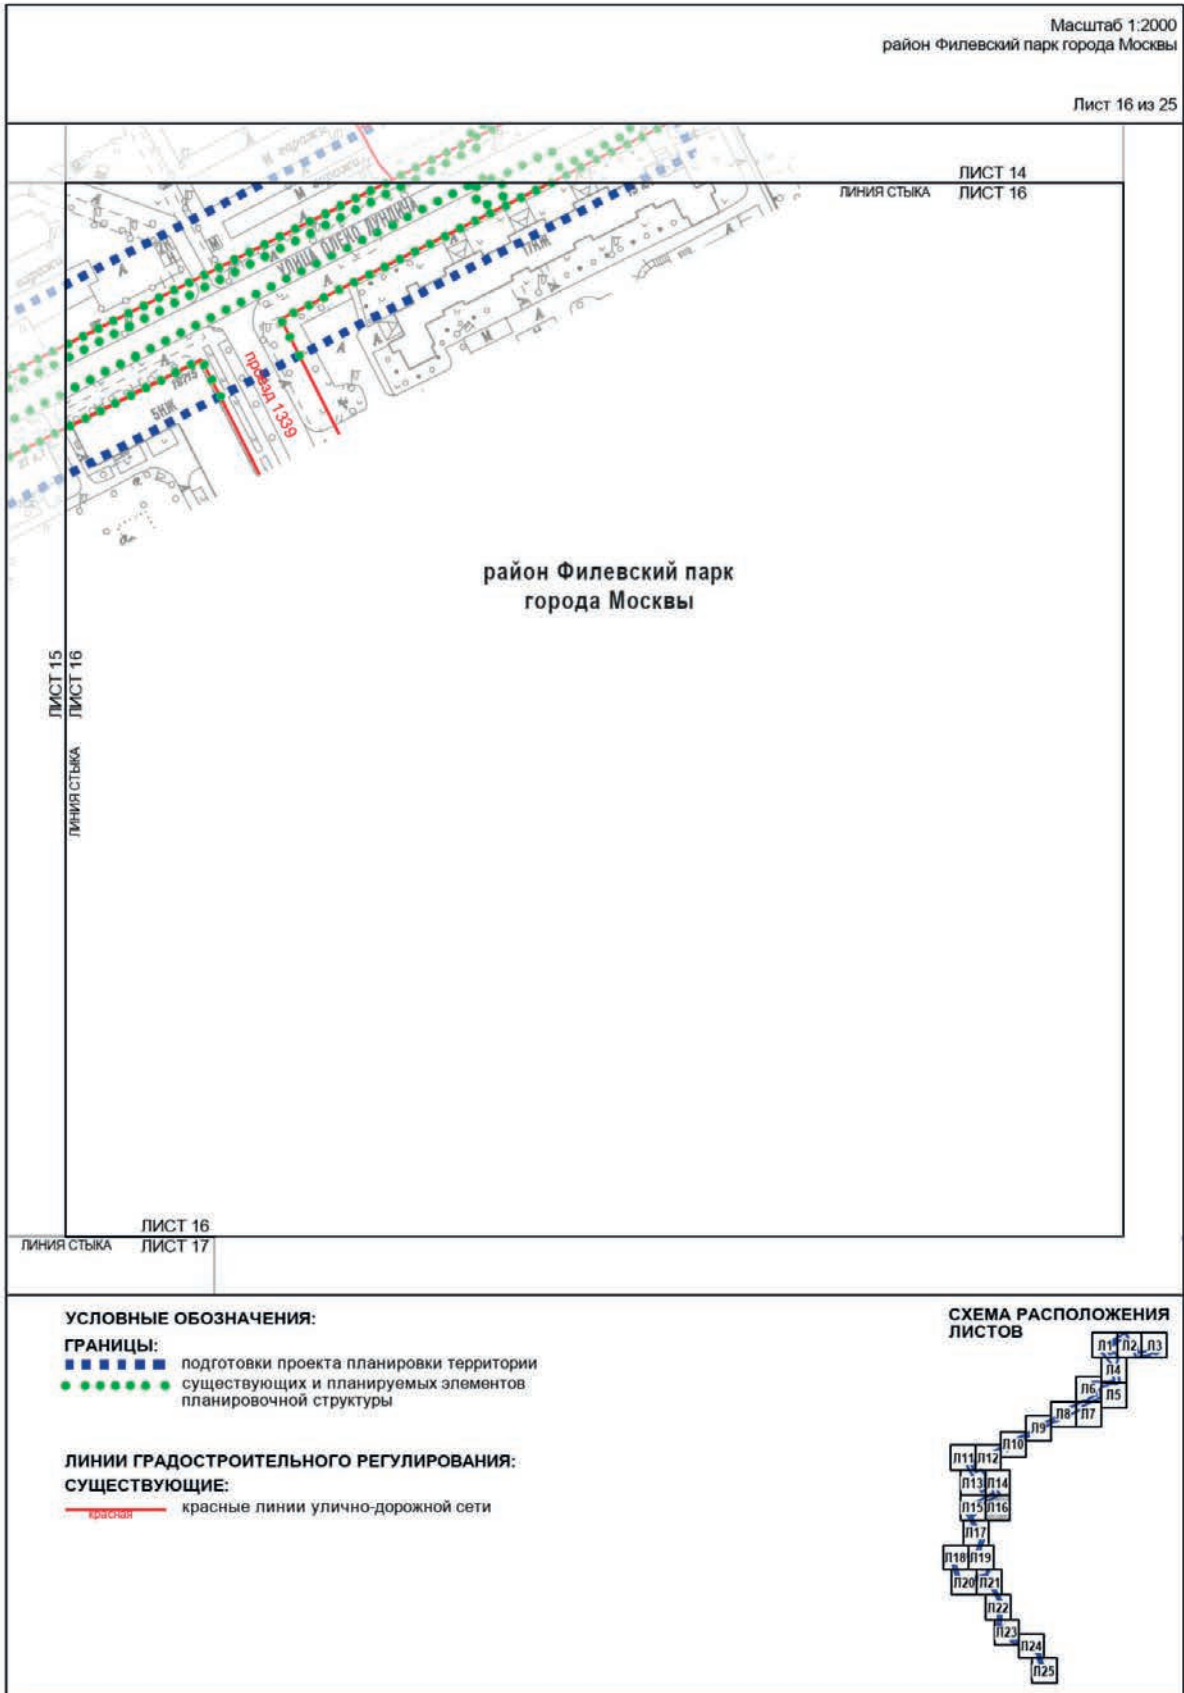 Масштаб 1:2000
район Филевский парк города Москвы
Лист 16 из 25
ЛИСТ 14
ЛИНИЯ СТЫКА ЛИСТ 16
УЛИЦА ОЛЕКО ДУНДИЧА
проезд 1339
5КЖ
район Филевский парк
города Москвы
ЛИСТ 15
ЛИСТ 16
ЛИНИЯ СТЫКА
ЛИСТ 16
ЛИНИЯ СТЫКА ЛИСТ 17
УСЛОВНЫЕ ОБОЗНАЧЕНИЯ:
ГРАНИЦЫ:
подготовки проекта планировки территории
существующих и планируемых элементов
планировочной структуры
ЛИНИИ ГРАДОСТРОИТЕЛЬНОГО РЕГУЛИРОВАНИЯ:
СУЩЕСТВУЮЩИЕ:
красная
красные линии улично-дорожной сети
СХЕМА РАСПОЛОЖЕНИЯ
ЛИСТОВ
Л1 Л2 Л3
Л4
Л6 Л5
Л8 Л7
Л9
Л10
Л11 Л12
Л13 Л14
Л15 Л16
Л17
Л18 Л19
Л20 Л21
Л22
Л23
Л24
Л25